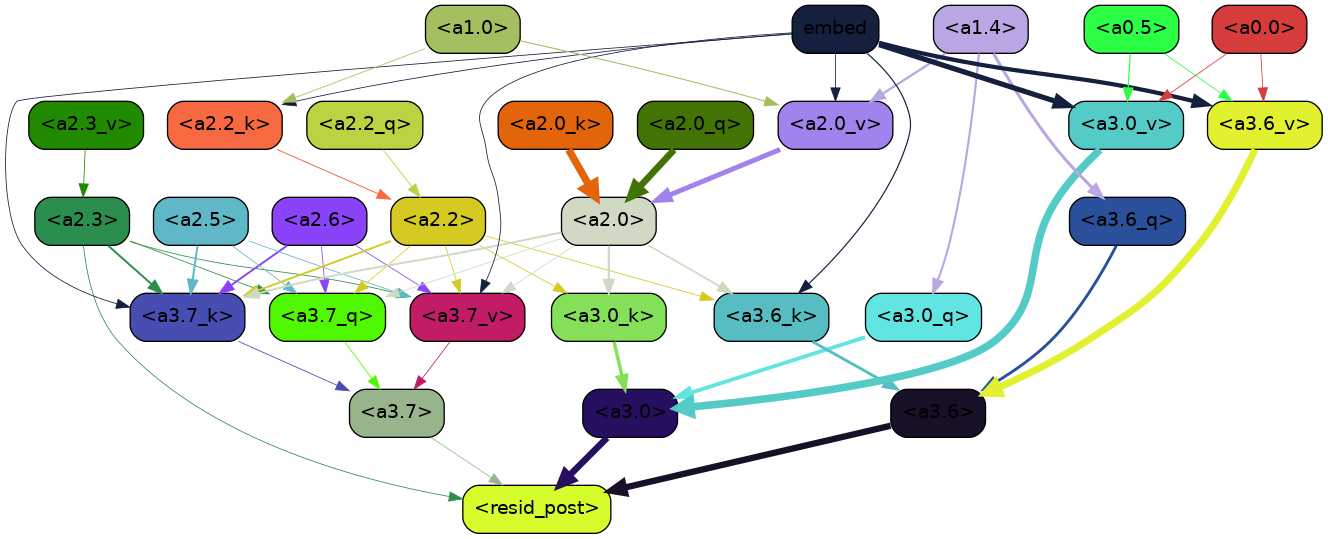 <a1.0>
embed
<a1.4>
<a0.5>
<a0.0>
<a2.3_v>
<a2.2_k>
<a2.2_q>
<a2.0_k>
<a2.0_q>
<a2.0_v>
<a3.0_v>
<a3.6_v>
<a2.3>
<a2.5>
<a2.6>
<a2.2>
<a2.0>
<a3.6_q>
<a3.7_k>
<a3.7_q>
<a3.7_v>
<a3.0_k>
<a3.6_k>
<a3.0_q>
<a3.7>
<a3.0>
<a3.6>
<resid_post>